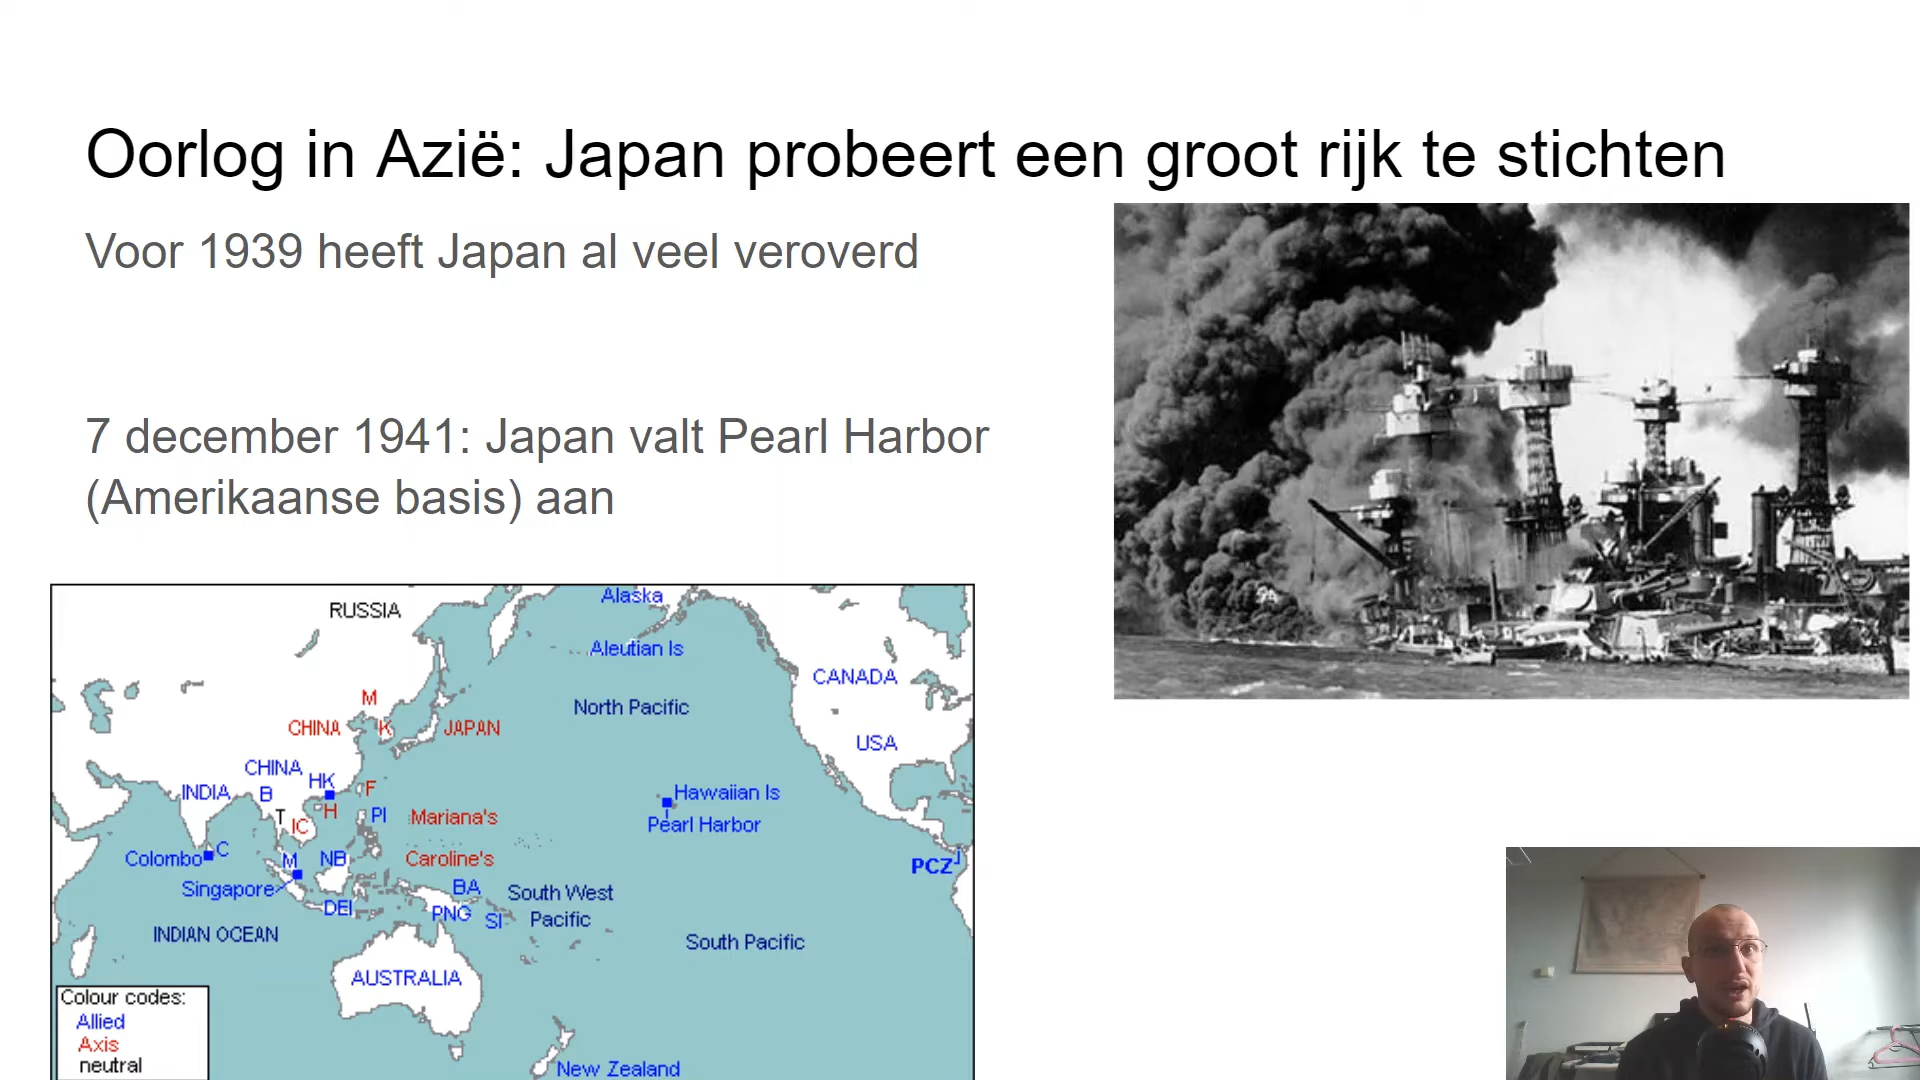 Oorlog in Azië: Japan probeert een groot rijk te stichten
Voor 1939 heeft Japan al veel veroverd
7 december 1941: Japan valt Pearl Harbor
(Amerikaanse basis) aan
Alaska
RUSSIA
Aleutian Is
CANADA
M
North Pacific
CHINA
K
JAPAN
USA
CHINA
HK
INDIA
B
F
Hawaiian Is
T
H
PI
Mariana's
IC
Pearl Harbor
Colombo
C
M
NB
Caroline's
PCZ
Singapore
BA
South West
Pacific
DEI
PNG
SI
INDIAN OCEAN
South Pacific
AUSTRALIA
Colour codes:
Allied
Axis
neutral
New Zealand